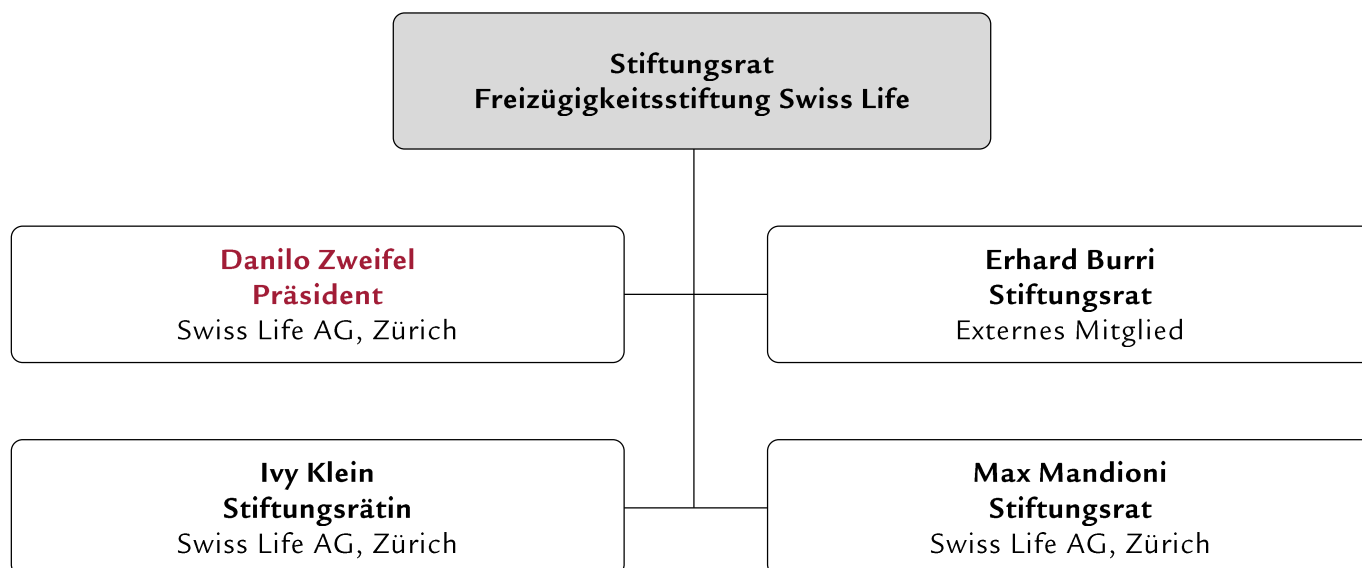 Stiftungsrat
Freizügigkeitsstiftung Swiss Life
Danilo Zweifel
Präsident
Swiss Life AG, Zürich
Erhard Burri
Stiftungsrat
Externes Mitglied
Ivy Klein
Stiftungsrätin
Swiss Life AG, Zürich
Max Mandioni
Stiftungsrat
Swiss Life AG, Zürich